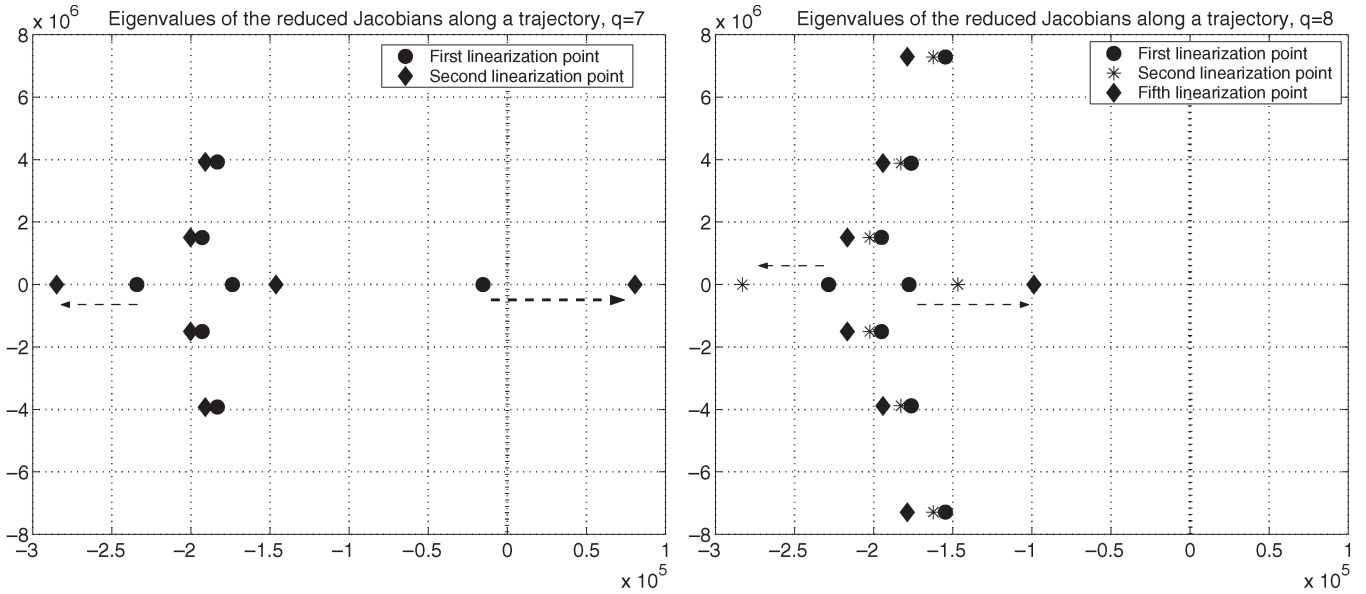 x 10^6
Eigenvalues of the reduced Jacobians along a trajectory, q=7
First linearization point
Second linearization point
8
6
4
2
0
−2
−4
−6
−8
−3 −2.5 −2 −1.5 −1 −0.5 0 0.5 1
x 10^5
x 10^6
Eigenvalues of the reduced Jacobians along a trajectory, q=8
First linearization point
Second linearization point
Fifth linearization point
8
6
4
2
0
−2
−4
−6
−8
−3 −2.5 −2 −1.5 −1 −0.5 0 0.5 1
x 10^5